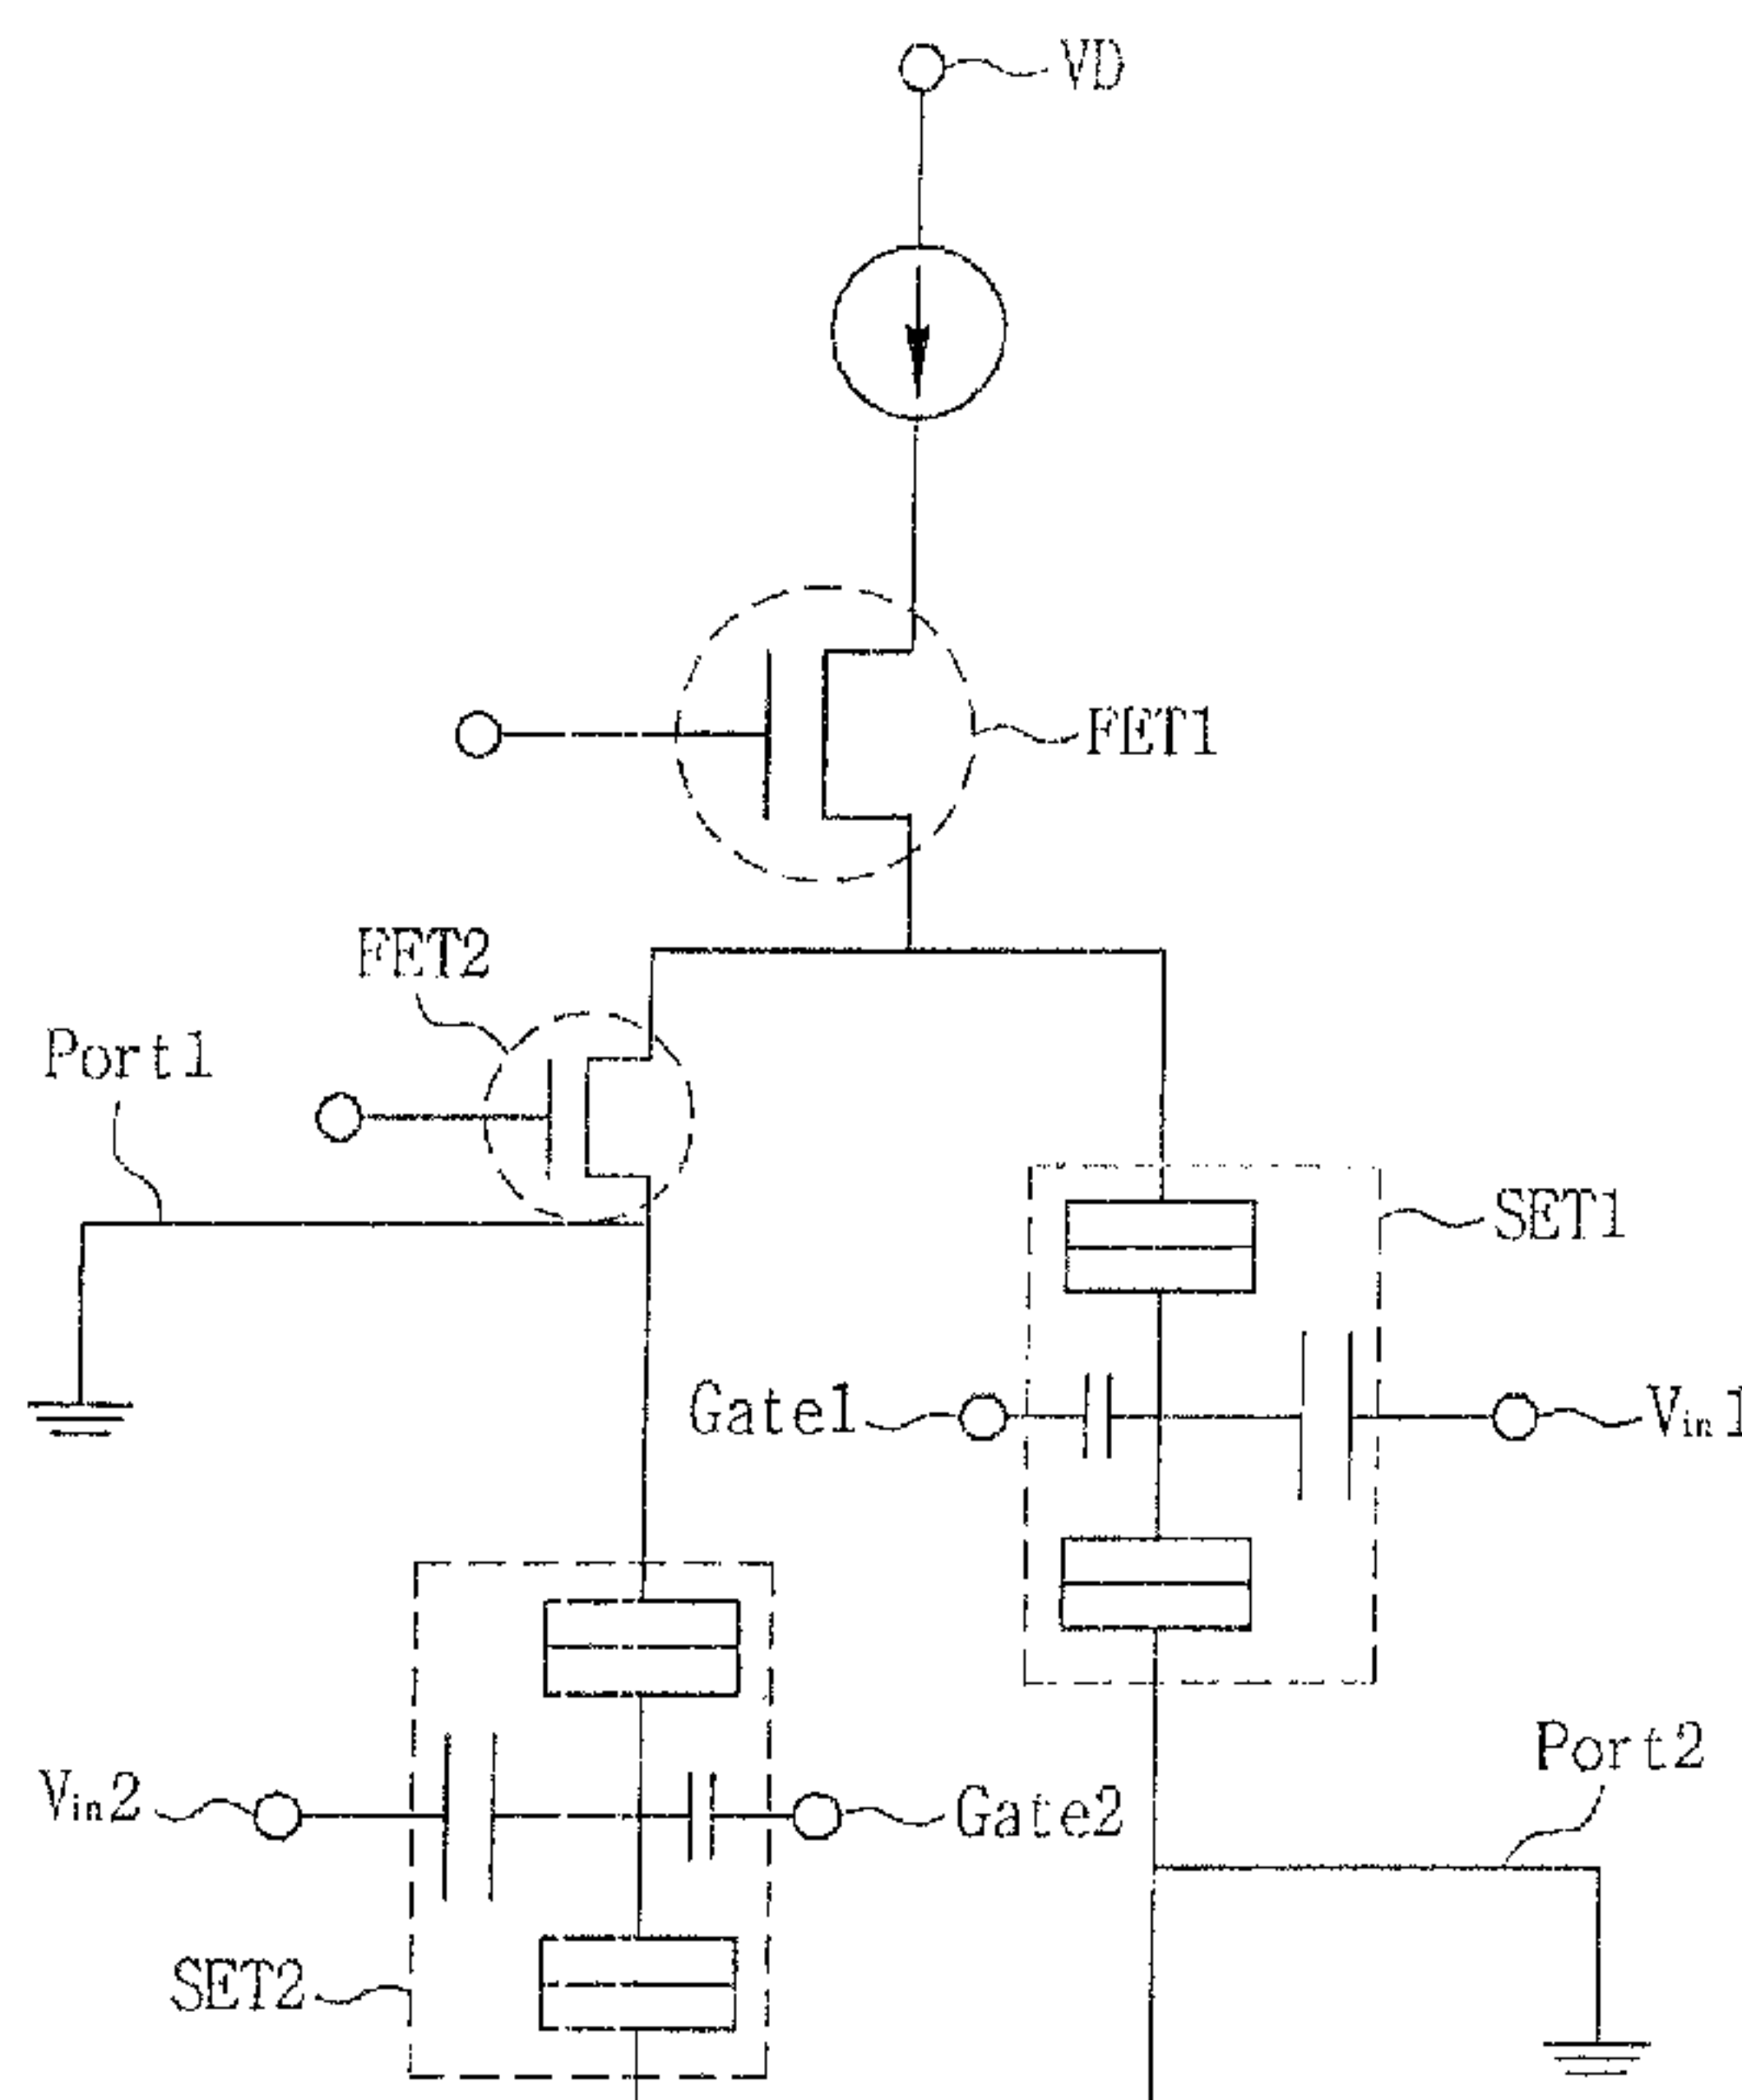 VD
FET1
FET2
Port1
SET1
Gate1
Vin1
Port2
Vin2
Gate2
SET2